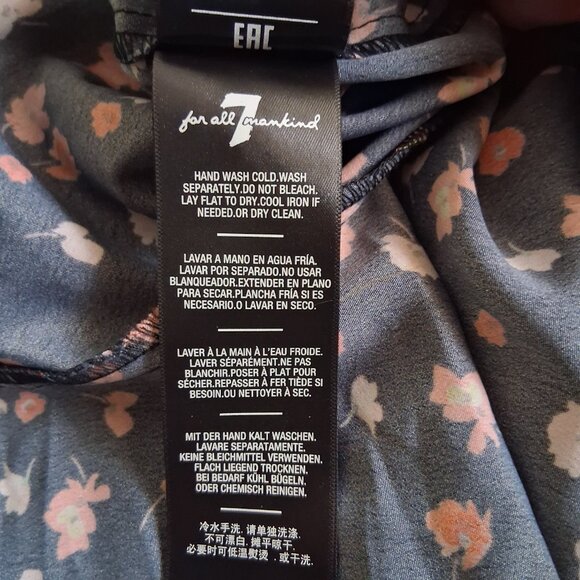 EAC
7
for all mankind
HAND WASH COLD.WASH
SEPARATELY.DO NOT BLEACH.
LAY FLAT TO DRY.COOL IRON IF
NEEDED.OR DRY CLEAN.
LAVAR A MANO EN AGUA FRÍA.
LAVAR POR SEPARADO.NO USAR
BLANQUEADOR.EXTENDER EN PLANO
PARA SECAR.PLANCHA FRÍA SI ES
NECESARIO.O LAVAR EN SECO.
LAVER À LA MAIN À L'EAU FROIDE.
LAVER SÉPARÉMENT.NE PAS
BLANCHIR.POSER À PLAT POUR
SÉCHER.REPASSER À FER TIÈDE SI
BESOIN.OU NETTOYER À SEC.
MIT DER HAND KALT WASCHEN.
LAVARE SEPARATAMENTE.
KEINE BLEICHMITTEL VERWENDEN.
FLACH LIEGEND TROCKNEN.
BEI BEDARF KÜHL BÜGELN.
ODER CHEMISCH REINIGEN.
冷水手洗. 请单独洗涤.
不可漂白. 摊平晾干.
必要时可低温熨烫. 或干洗.